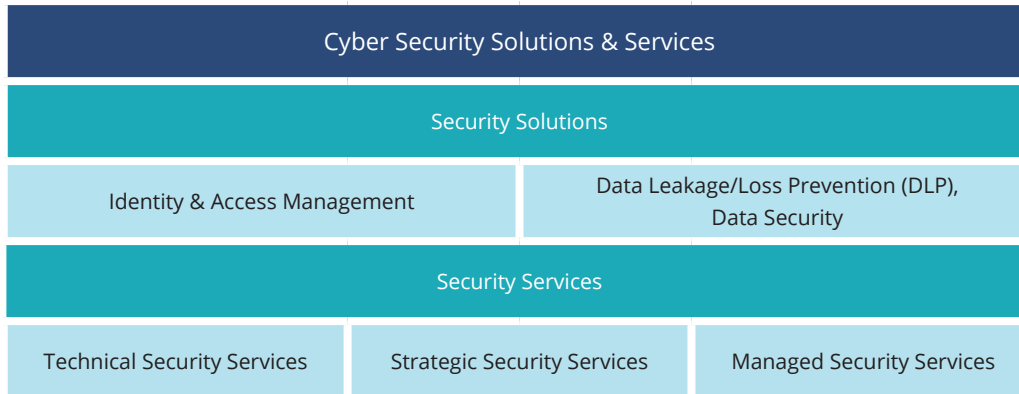 Cyber Security Solutions & Services
Security Solutions
Identity & Access Management
Data Leakage/Loss Prevention (DLP),
Data Security
Security Services
Technical Security Services
Strategic Security Services
Managed Security Services